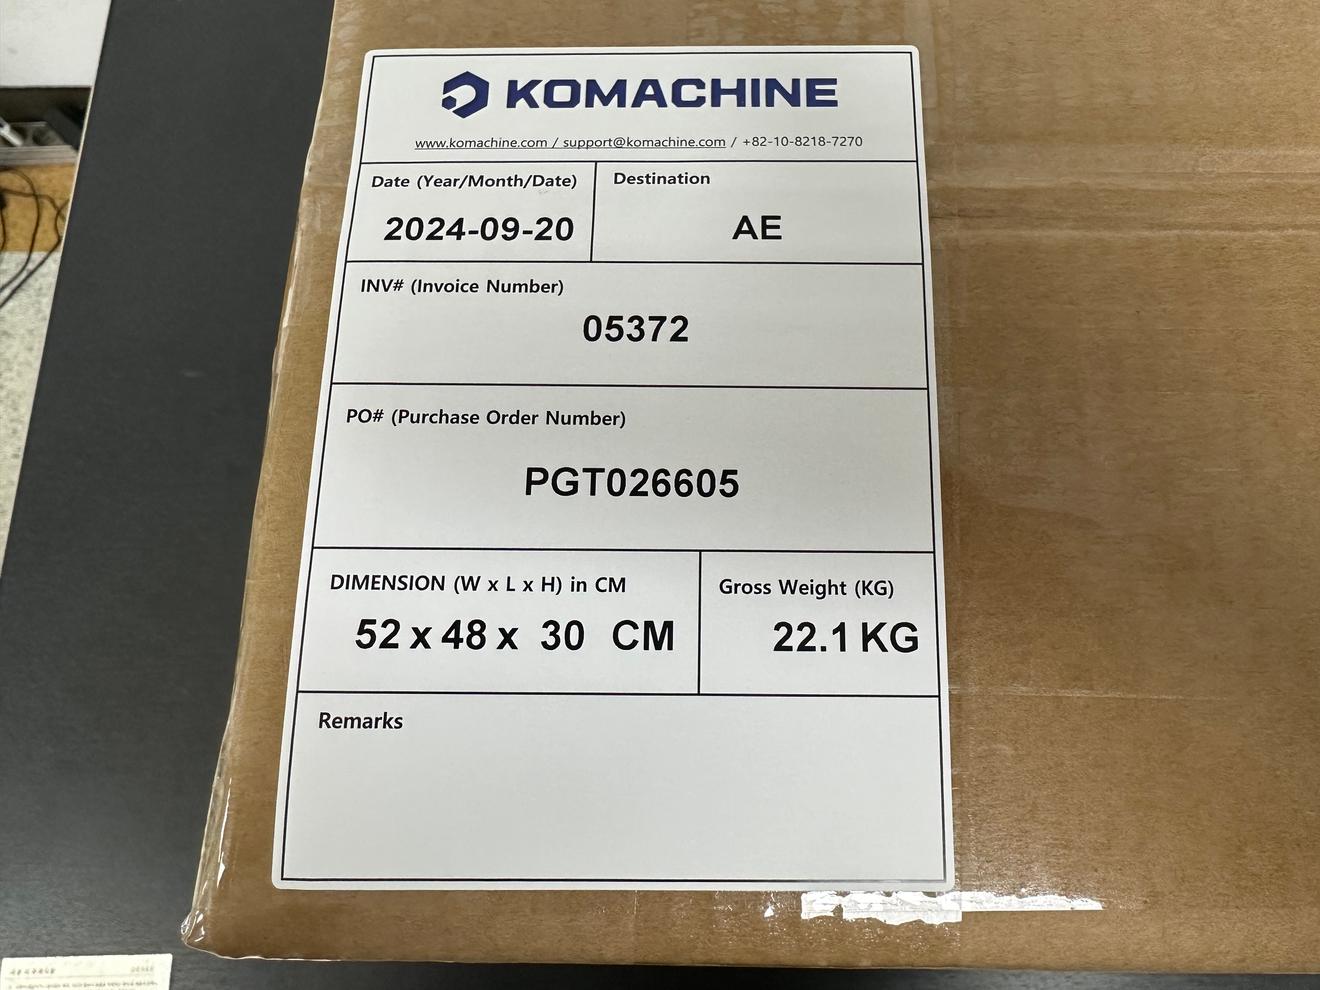 KOMACHINE
www.komachine.com / support@komachine.com / +82-10-8218-7270
Date (Year/Month/Date)
2024-09-20
Destination
AE
INV# (Invoice Number)
05372
PO# (Purchase Order Number)
PGT026605
DIMENSION (W x L x H) in CM
52 x 48 x 30 CM
Gross Weight (KG)
22.1 KG
Remarks